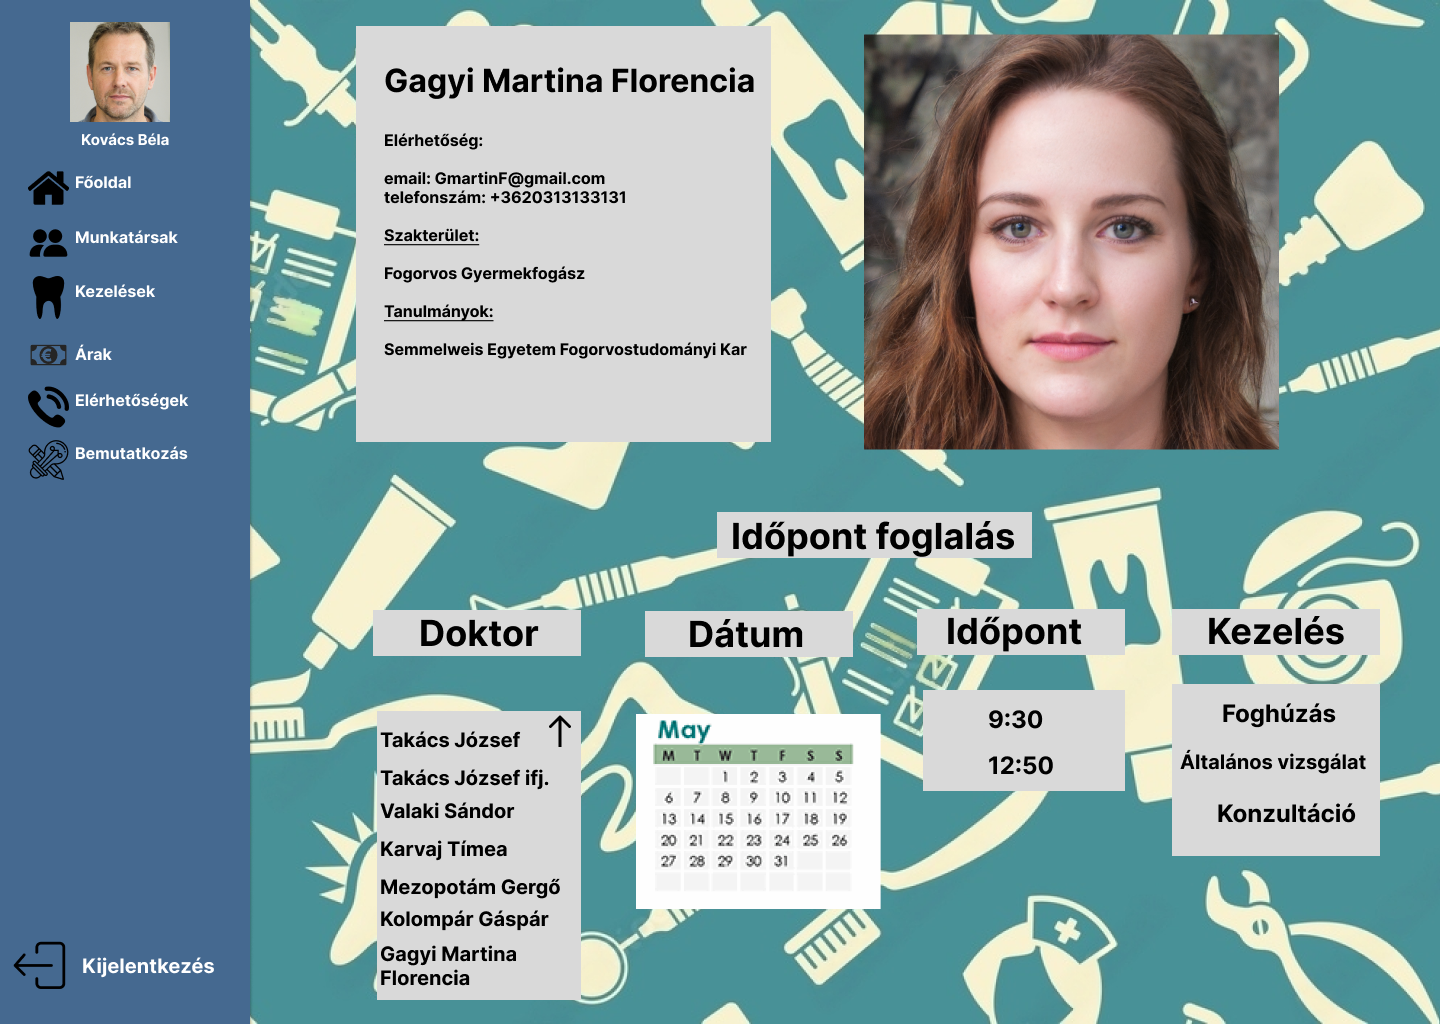 Kovács Béla
Főoldal
Munkatársak
Kezelések
Árak
Elérhetőségek
Bemutatkozás
Kijelentkezés
Gagyi Martina Florencia
Elérhetőség:
email: GmartinF@gmail.com
telefonszám: +3620313133131
Szakterület:
Fogorvos Gyermekfogász
Tanulmányok:
Semmelweis Egyetem Fogorvostudományi Kar
Időpont foglalás
Doktor
Takács József
Takács József ifj.
Valaki Sándor
Karvaj Tímea
Mezopotám Gergő
Kolompár Gáspár
Gagyi Martina
Florencia
Dátum
May
M T W T F S S
1 2 3 4 5
6 7 8 9 10 11 12
13 14 15 16 17 18 19
20 21 22 23 24 25 26
27 28 29 30 31
Időpont
9:30
12:50
Kezelés
Foghúzás
Általános vizsgálat
Konzultáció